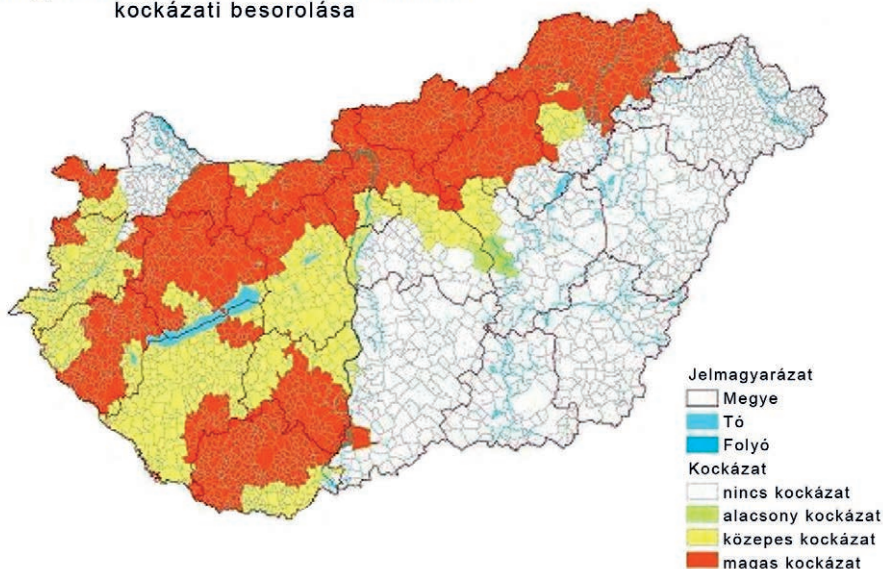 kockázati besorolása
Jelmagyarázat
Megye
Tó
Folyó
Kockázat
nincs kockázat
alacsony kockázat
közepes kockázat
magas kockázat